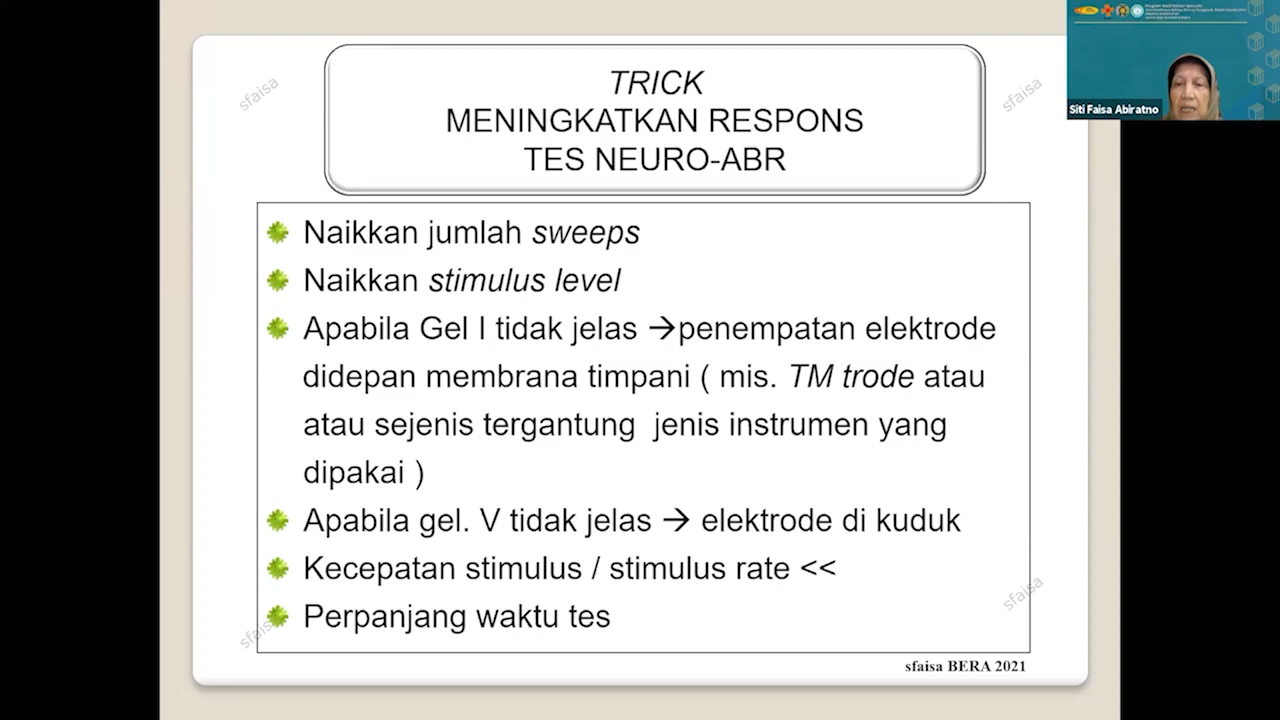 TRICK
MENINGKATKAN RESPONS
TES NEURO-ABR
Naikkan jumlah sweeps
Naikkan stimulus level
Apabila Gel I tidak jelas →penempatan elektrode
didepan membrana timpani ( mis. TM trode atau
atau sejenis tergantung jenis instrumen yang
dipakai )
Apabila gel. V tidak jelas → elektrode di kuduk
Kecepatan stimulus / stimulus rate <<
Perpanjang waktu tes
sfaisa BERA 2021
sfaisa
sfaisa
sfaisa
sfaisa
Siti Faisa Abiratno